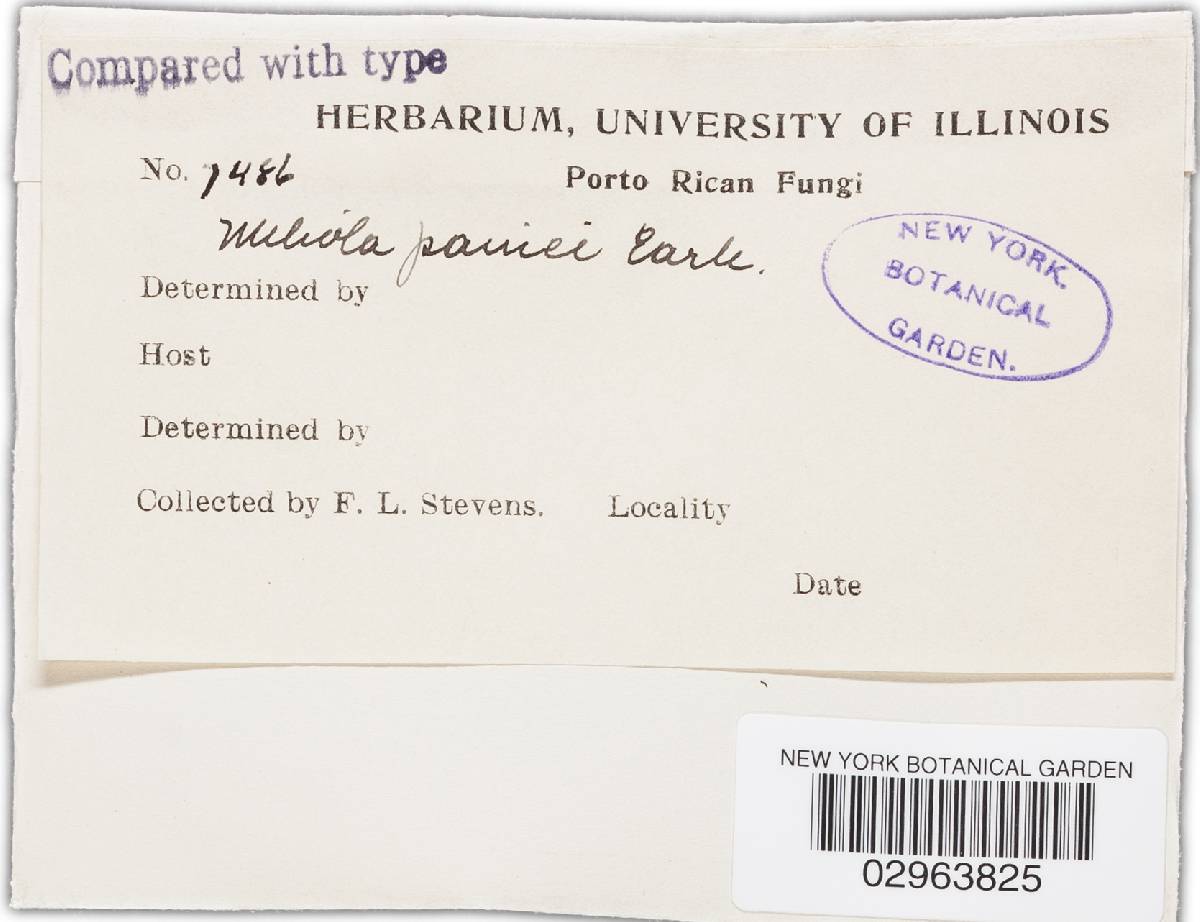 Compared with type
HERBARIUM, UNIVERSITY OF ILLINOIS
No. 7486
Porto Rican Fungi
Meliola panici Earle.
NEW YORK.
BOTANICAL
GARDEN.
Determined by
Host
Determined by
Collected by F. L. Stevens. Locality
Date
NEW YORK BOTANICAL GARDEN
02963825